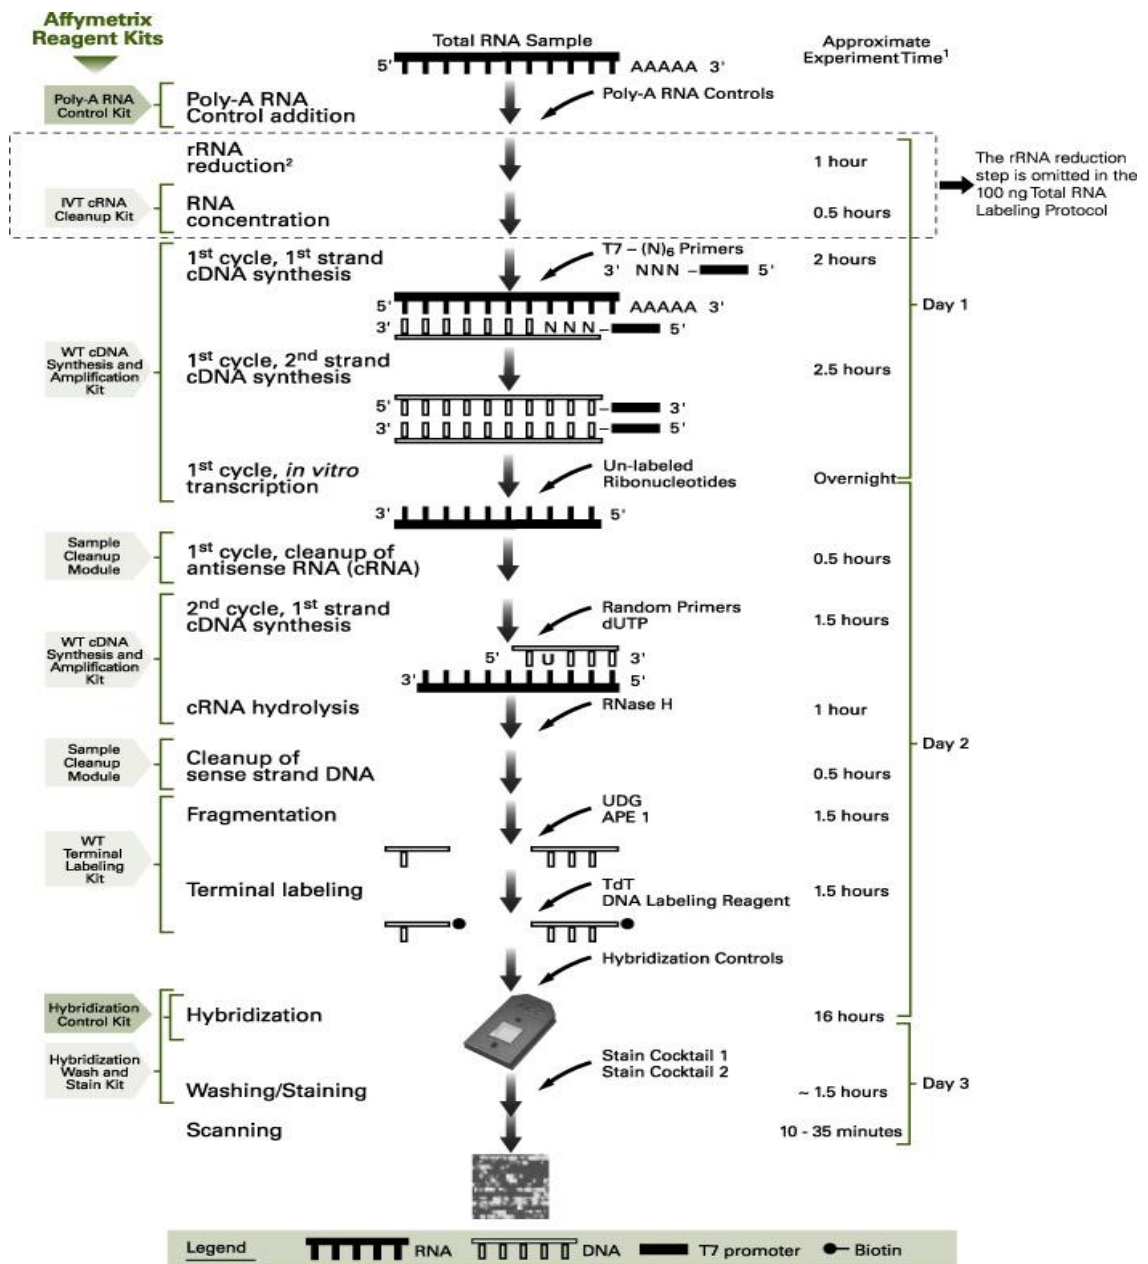 Affymetrix
Reagent Kits
Total RNA Sample
Approximate
Experiment Time¹
5' AAAAA 3'
Poly-A RNA
Control Kit
Poly-A RNA
Control addition
Poly-A RNA Controls
rRNA
reduction²
1 hour
The rRNA reduction
step is omitted in the
100 ng Total RNA
Labeling Protocol
IVT cRNA
Cleanup Kit
RNA
concentration
0.5 hours
1st cycle, 1st strand
cDNA synthesis
T7 – (N)6 Primers
3' NNN – 5'
2 hours
5' AAAAA 3'
3' N N N – 5'
Day 1
WT cDNA
Synthesis and
Amplification
Kit
1st cycle, 2nd strand
cDNA synthesis
2.5 hours
5' – 3'
3' – 5'
1st cycle, in vitro
transcription
Un-labeled
Ribonucleotides
Overnight
3' 5'
Sample
Cleanup
Module
1st cycle, cleanup of
antisense RNA (cRNA)
0.5 hours
2nd cycle, 1st strand
cDNA synthesis
Random Primers
dUTP
1.5 hours
WT cDNA
Synthesis and
Amplification
Kit
5' U 3'
3' 5'
cRNA hydrolysis
RNase H
1 hour
Day 2
Sample
Cleanup
Module
Cleanup of
sense strand DNA
0.5 hours
Fragmentation
UDG
APE 1
1.5 hours
WT
Terminal
Labeling
Kit
Terminal labeling
TdT
DNA Labeling Reagent
1.5 hours
Hybridization Controls
Hybridization
Control Kit
Hybridization
16 hours
Hybridization
Wash and
Stain Kit
Stain Cocktail 1
Stain Cocktail 2
Washing/Staining
~ 1.5 hours
Day 3
Scanning
10 - 35 minutes
Legend RNA DNA T7 promoter Biotin